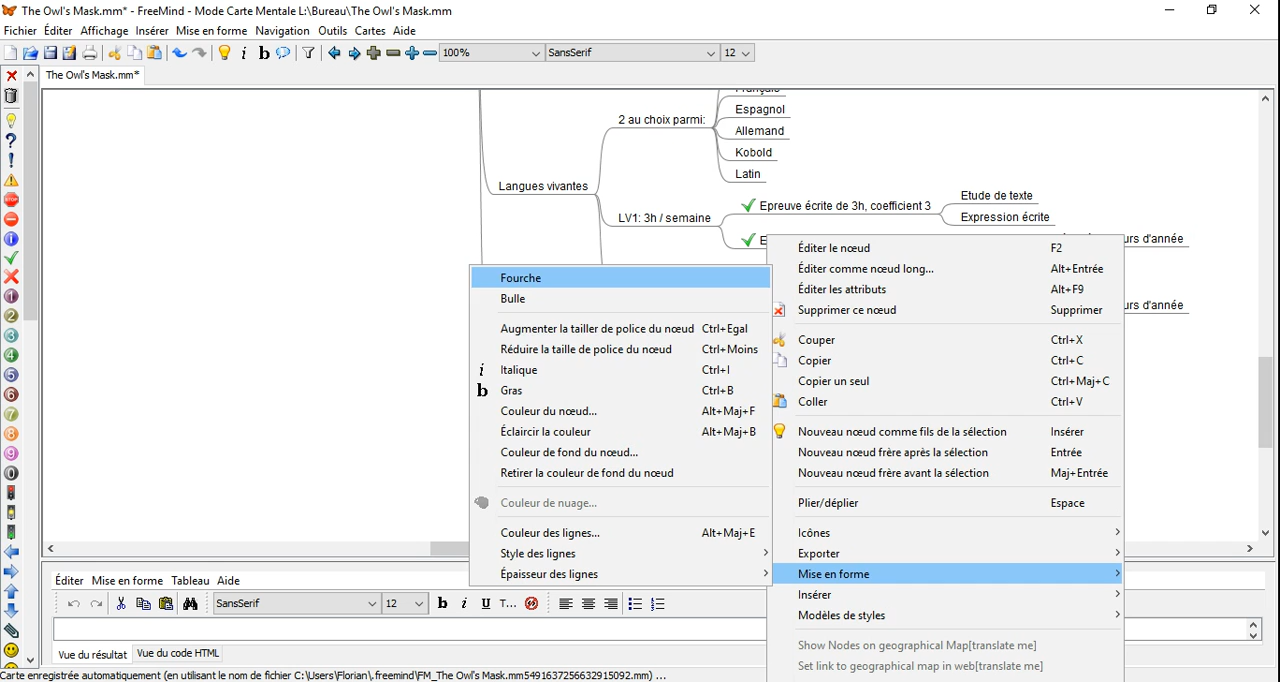 The Owl's Mask.mm* - FreeMind - Mode Carte Mentale L:\Bureau\The Owl's Mask.mm
Fichier Éditer Affichage Insérer Mise en forme Navigation Outils Cartes Aide
100% SansSerif 12
The Owl's Mask.mm*
Français
2 au choix parmi:
Espagnol
Allemand
Kobold
Latin
Langues vivantes
LV1: 3h / semaine
Epreuve écrite de 3h, coefficient 3
Etude de texte
Expression écrite
E
urs d'année
urs d'année
Fourche
Bulle
Augmenter la tailler de police du nœud Ctrl+Egal
Réduire la taille de police du nœud Ctrl+Moins
Italique Ctrl+I
Gras Ctrl+B
Couleur du nœud... Alt+Maj+F
Éclaircir la couleur Alt+Maj+B
Couleur de fond du nœud...
Retirer la couleur de fond du nœud
Couleur de nuage...
Couleur des lignes... Alt+Maj+E
Style des lignes
Épaisseur des lignes
Éditer le nœud F2
Éditer comme nœud long... Alt+Entrée
Éditer les attributs Alt+F9
Supprimer ce nœud Supprimer
Couper Ctrl+X
Copier Ctrl+C
Copier un seul Ctrl+Maj+C
Coller Ctrl+V
Nouveau nœud comme fils de la sélection Insérer
Nouveau nœud frère après la sélection Entrée
Nouveau nœud frère avant la sélection Maj+Entrée
Plier/déplier Espace
Icônes
Exporter
Mise en forme
Insérer
Modèles de styles
Show Nodes on geographical Map[translate me]
Set link to geographical map in web[translate me]
Éditer Mise en forme Tableau Aide
SansSerif 12 b i U T...
Vue du résultat Vue du code HTML
Carte enregistrée automatiquement (en utilisant le nom de fichier C:\Users\Florian\.freemind\FM_The Owl's Mask.mm5491637256632915092.mm) ...